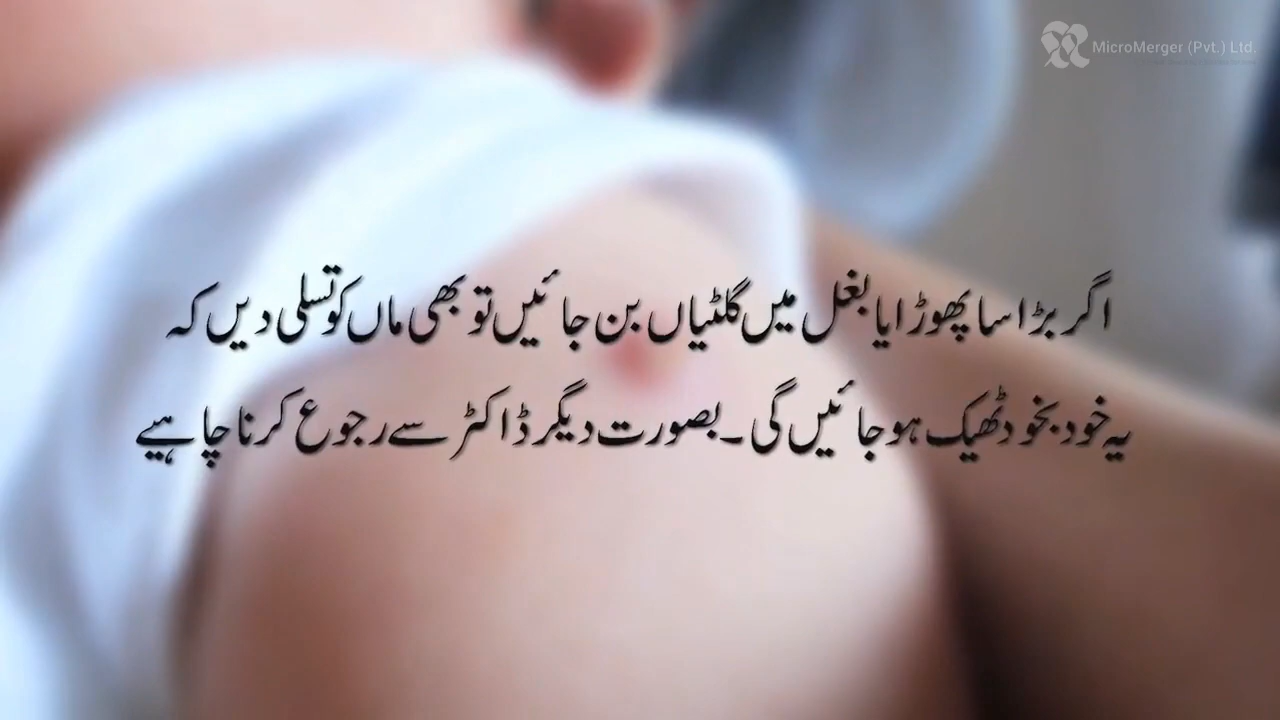 MicroMerger (Pvt.) Ltd.
اگر بڑا سا پھوڑا یا بغل میں گلٹیاں بن جائیں تو بھی ماں کو تسلی دیں کہ
یہ خود بخود ٹھیک ہو جائیں گی ۔ بصورت دیگر ڈاکٹر سے رجوع کرنا چاہیے